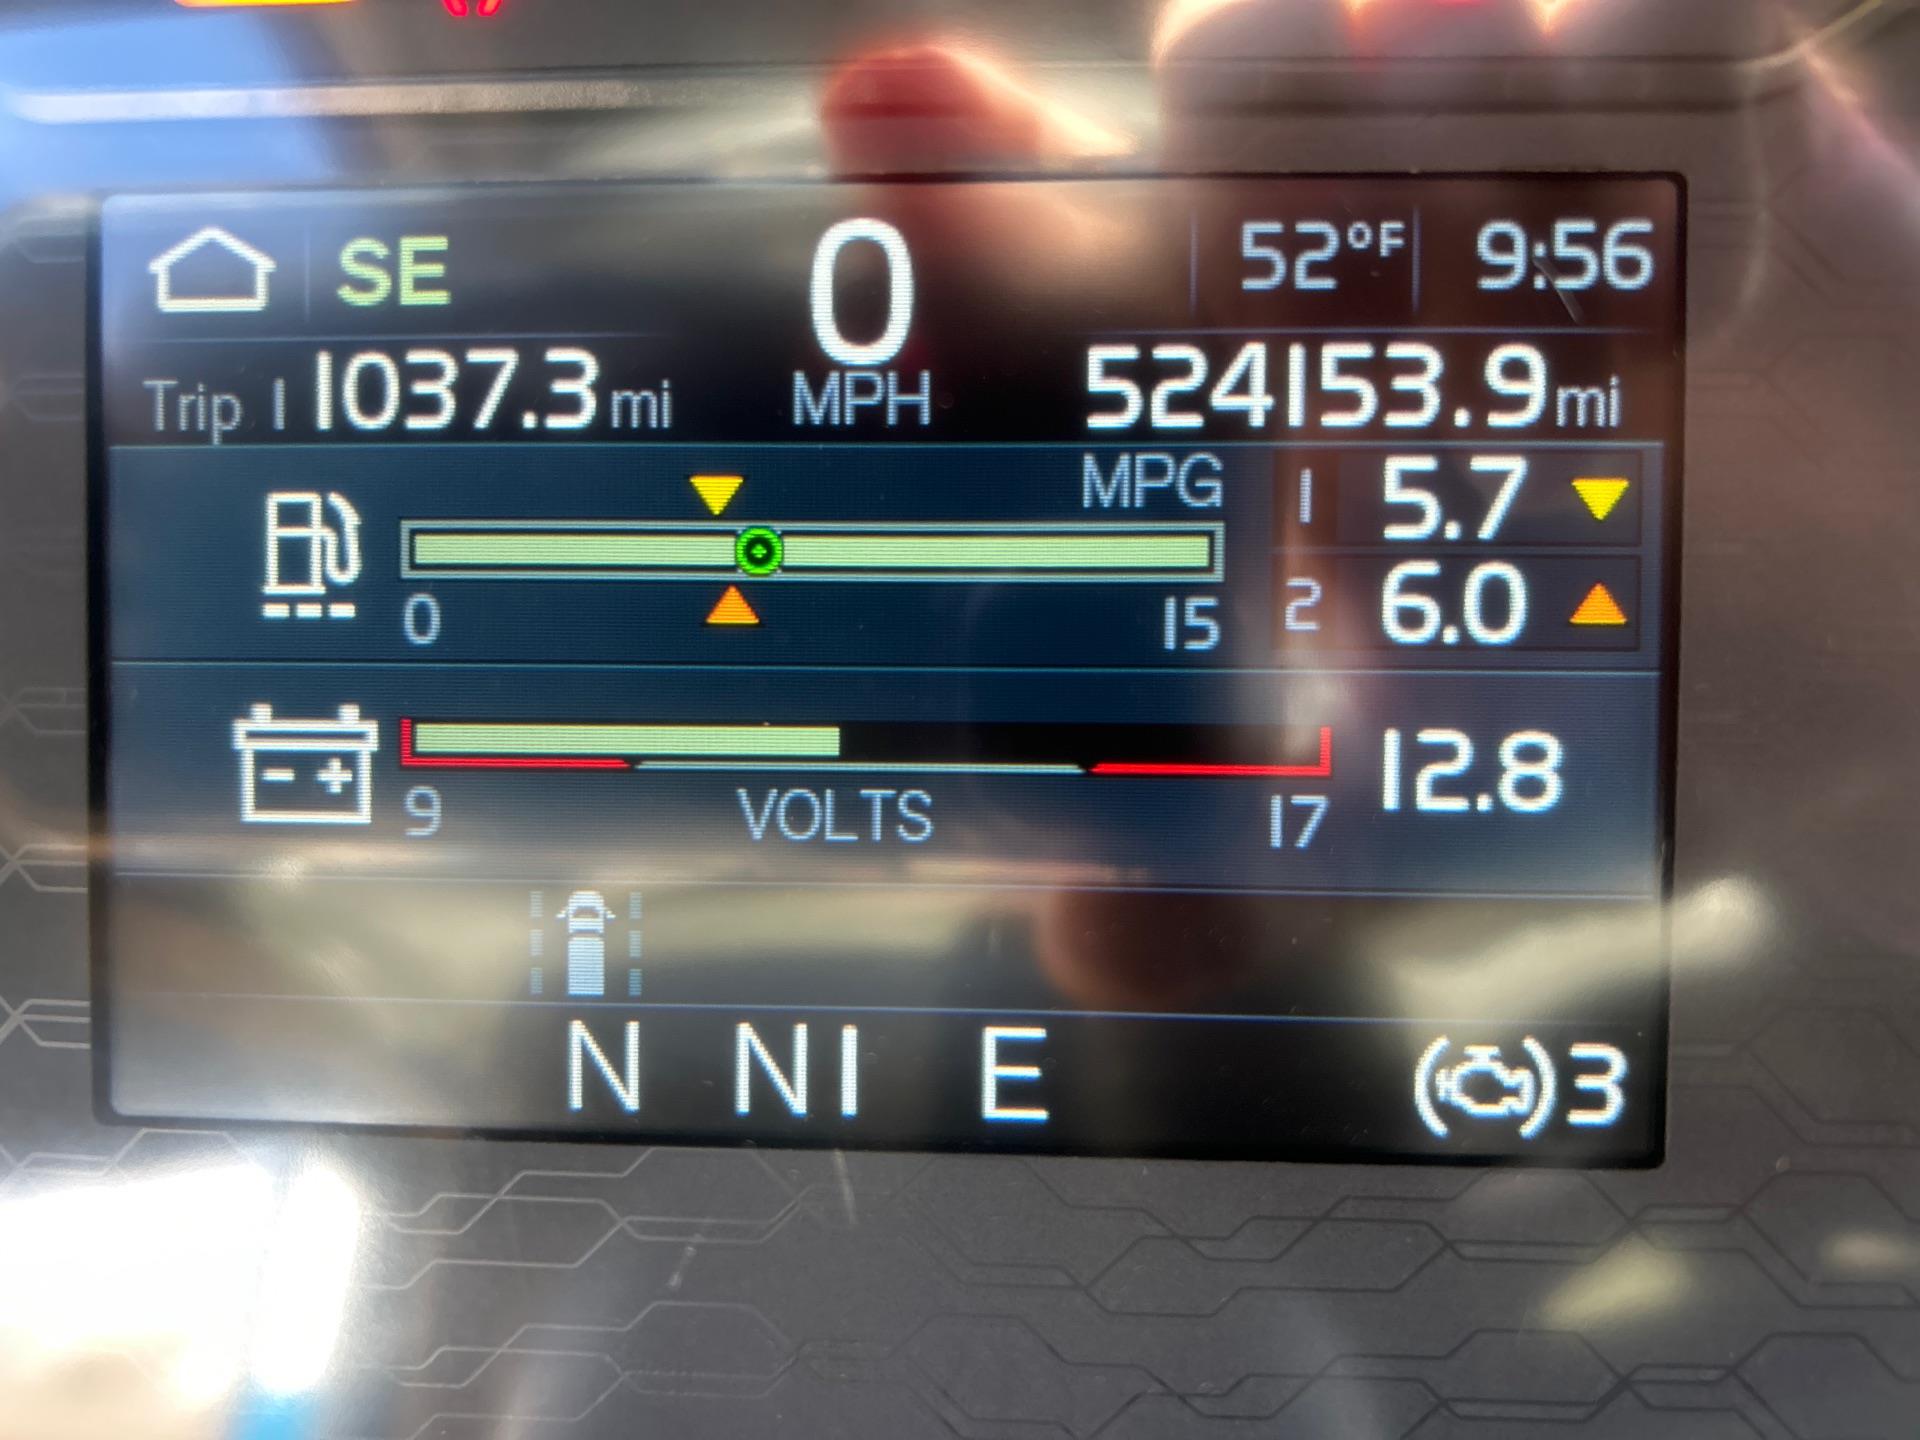 SE 0 52°F 9:56
Trip 1 1037.3 mi MPH 524153.9 mi
MPG 1 5.7
0 15 2 6.0
- +
9 VOLTS 17 12.8
N N1 E 3